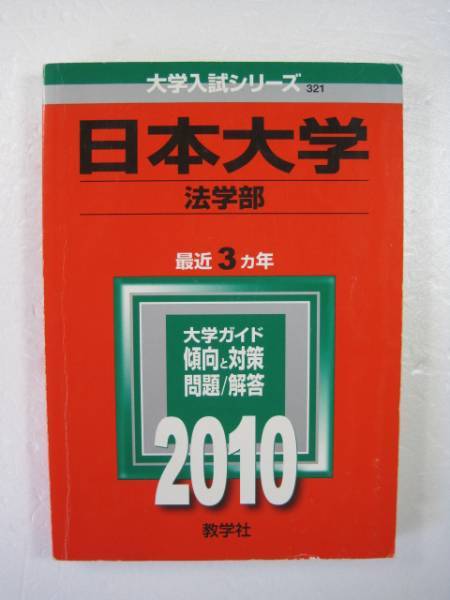 大学入試シリーズ 321
日本大学
法学部
最近3ヵ年
大学ガイド
傾向と対策
問題/解答
2010
教学社